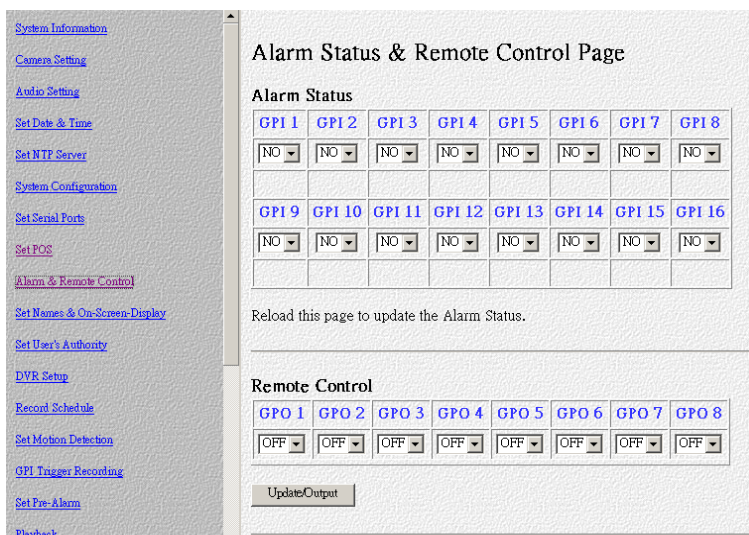 System Information
Camera Setting
Audio Setting
Set Date & Time
Set NTP Server
System Configuration
Set Serial Ports
Set POS
Alarm & Remote Control
Set Names & On-Screen-Display
Set User's Authority
DVR Setup
Record Schedule
Set Motion Detection
GPI Trigger Recording
Set Pre-Alarm
Playback
Alarm Status & Remote Control Page
Alarm Status
GPI 1 GPI 2 GPI 3 GPI 4 GPI 5 GPI 6 GPI 7 GPI 8
NO NO NO NO NO NO NO NO
GPI 9 GPI 10 GPI 11 GPI 12 GPI 13 GPI 14 GPI 15 GPI 16
NO NO NO NO NO NO NO NO
Reload this page to update the Alarm Status.
Remote Control
GPO 1 GPO 2 GPO 3 GPO 4 GPO 5 GPO 6 GPO 7 GPO 8
OFF OFF OFF OFF OFF OFF OFF OFF
Update/Output